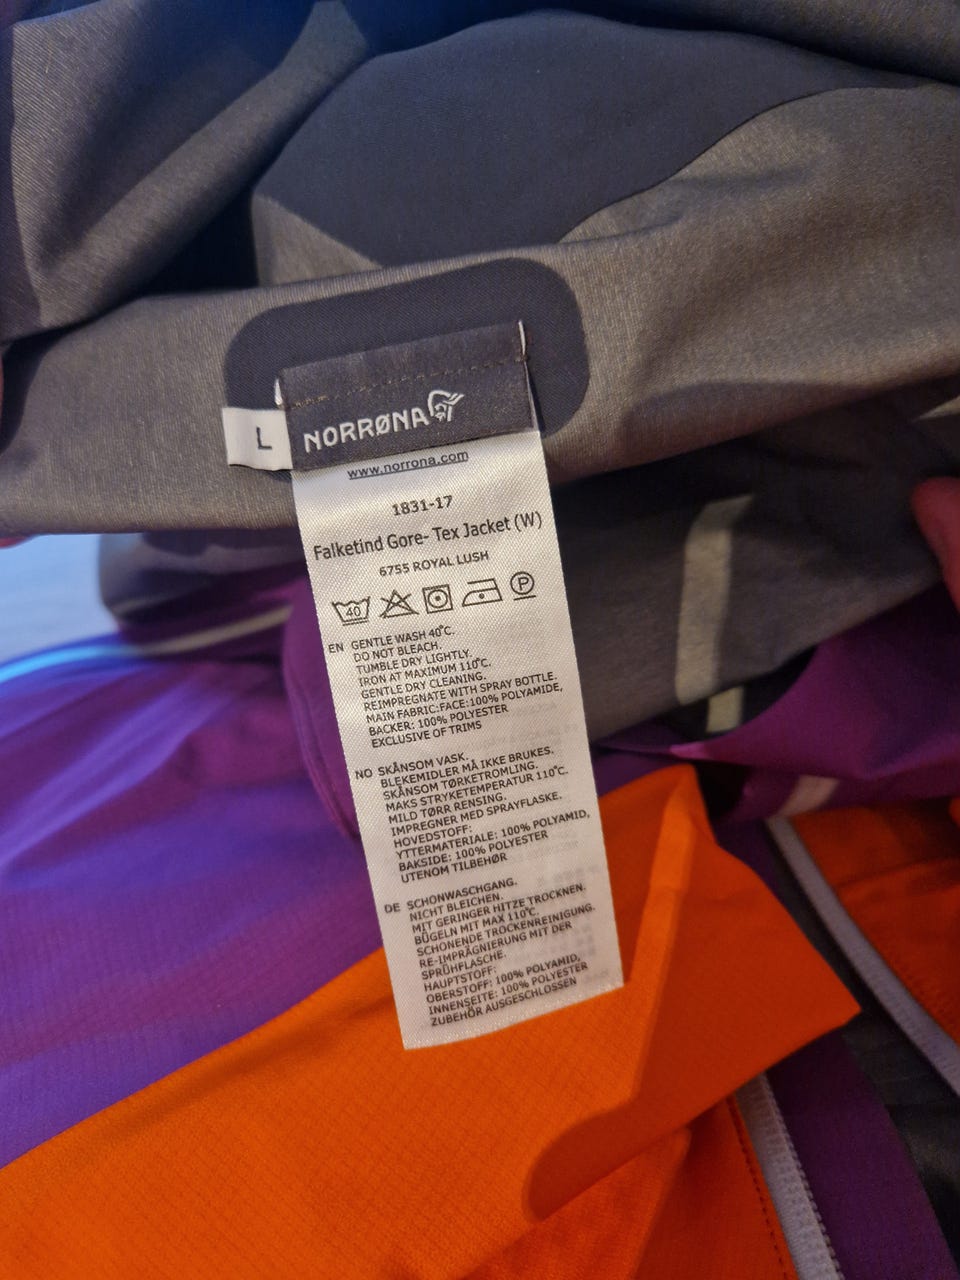 L
NORRØNA
www.norrona.com
1831-17
Falketind Gore- Tex Jacket (W)
6755 ROYAL LUSH
40 P
EN GENTLE WASH 40°C.
DO NOT BLEACH.
TUMBLE DRY LIGHTLY.
IRON AT MAXIMUM 110°C.
GENTLE DRY CLEANING.
REIMPREGNATE WITH SPRAY BOTTLE.
MAIN FABRIC:FACE:100% POLYAMIDE,
BACKER: 100% POLYESTER
EXCLUSIVE OF TRIMS
NO SKÅNSOM VASK.
BLEKEMIDLER MÅ IKKE BRUKES.
SKÅNSOM TØRKETROMLING.
MAKS STRYKETEMPERATUR 110°C.
MILD TØRR RENSING.
IMPREGNER MED SPRAYFLASKE.
HOVEDSTOFF:
YTTERMATERIALE: 100% POLYAMID,
BAKSIDE: 100% POLYESTER
UTENOM TILBEHØR
DE SCHONWASCHGANG.
NICHT BLEICHEN.
MIT GERINGER HITZE TROCKNEN.
BÜGELN MIT MAX 110°C.
SCHONENDE TROCKENREINIGUNG.
RE-IMPRÄGNIERUNG MIT DER
SPRÜHFLASCHE.
HAUPTSTOFF:
OBERSTOFF: 100% POLYAMID,
INNENSEITE: 100% POLYESTER
ZUBEHÖR AUSGESCHLOSSEN